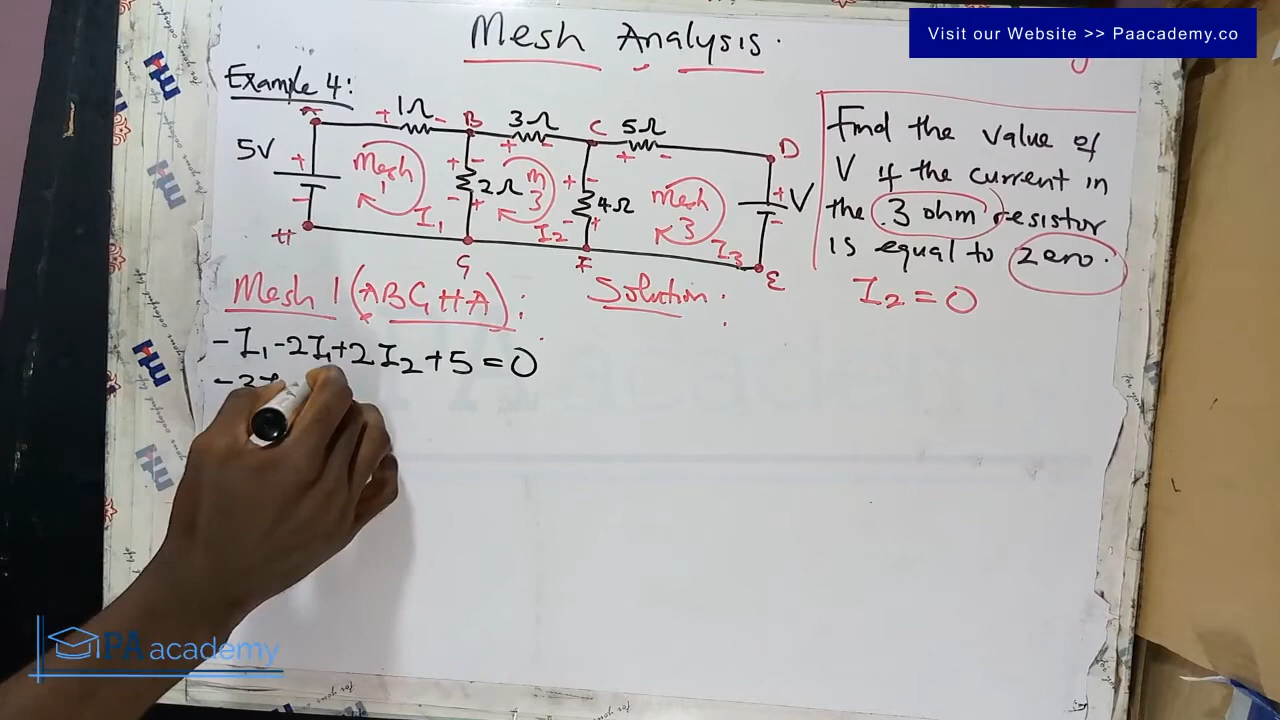 Visit our Website >> Paacademy.co
Mesh Analysis.
Example 4:
A
1Ω
B
3Ω
C
5Ω
D
5V
+
-
Mesh 1
I₁
2Ω
m 3
I₂
4Ω
Mesh 3
I₃
V
H
G
F
E
Find the value of
V if the current in
the 3 ohm resistor
is equal to zero.
I₂ = 0
Mesh 1 (ABGHA):
Solution:
-I₁ - 2I₁ + 2I₂ + 5 = 0
-3I
PA academy